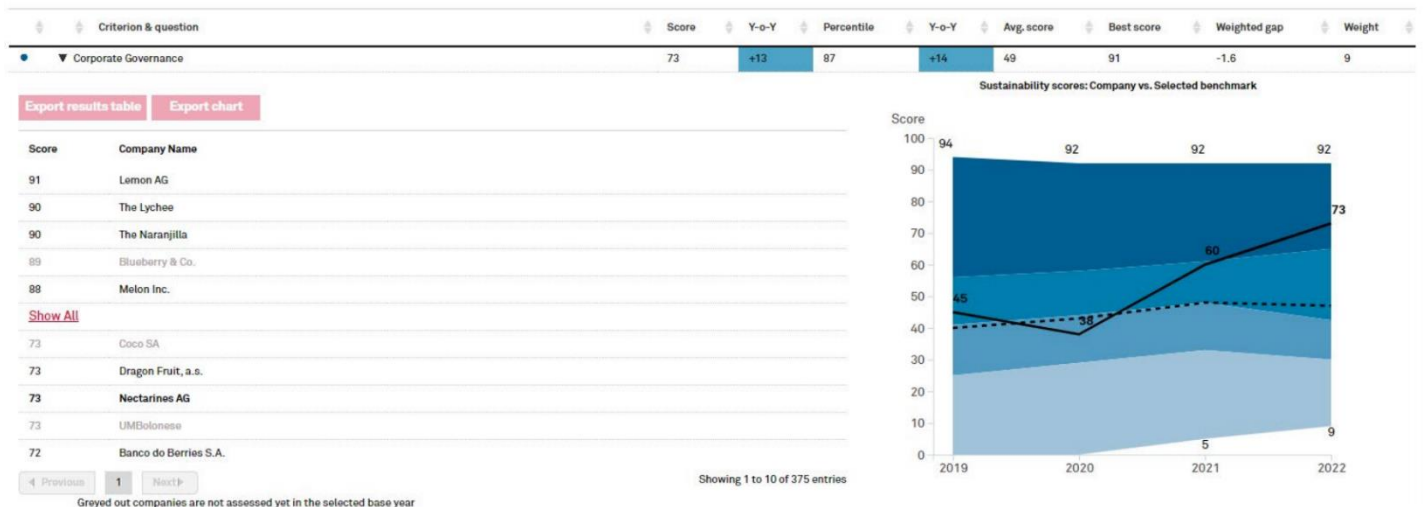 Criterion & question Score Y-o-Y Percentile Y-o-Y Avg. score Best score Weighted gap Weight
▼ Corporate Governance 73 +13 87 +14 49 91 -1.6 9
Export results table Export chart
Score Company Name
91 Lemon AG
90 The Lychee
90 The Naranjilla
89 Blueberry & Co.
88 Melon Inc.
Show All
73 Coco SA
73 Dragon Fruit, a.s.
73 Nectarines AG
73 UMBolonese
72 Banco do Berries S.A.
Previous 1 Next
Showing 1 to 10 of 375 entries
Greyed out companies are not assessed yet in the selected base year
Sustainability scores: Company vs. Selected benchmark
Score
100
90
80
70
60
50
40
30
20
10
0
94 92 92 92
73
60
45
38
5
9
2019 2020 2021 2022